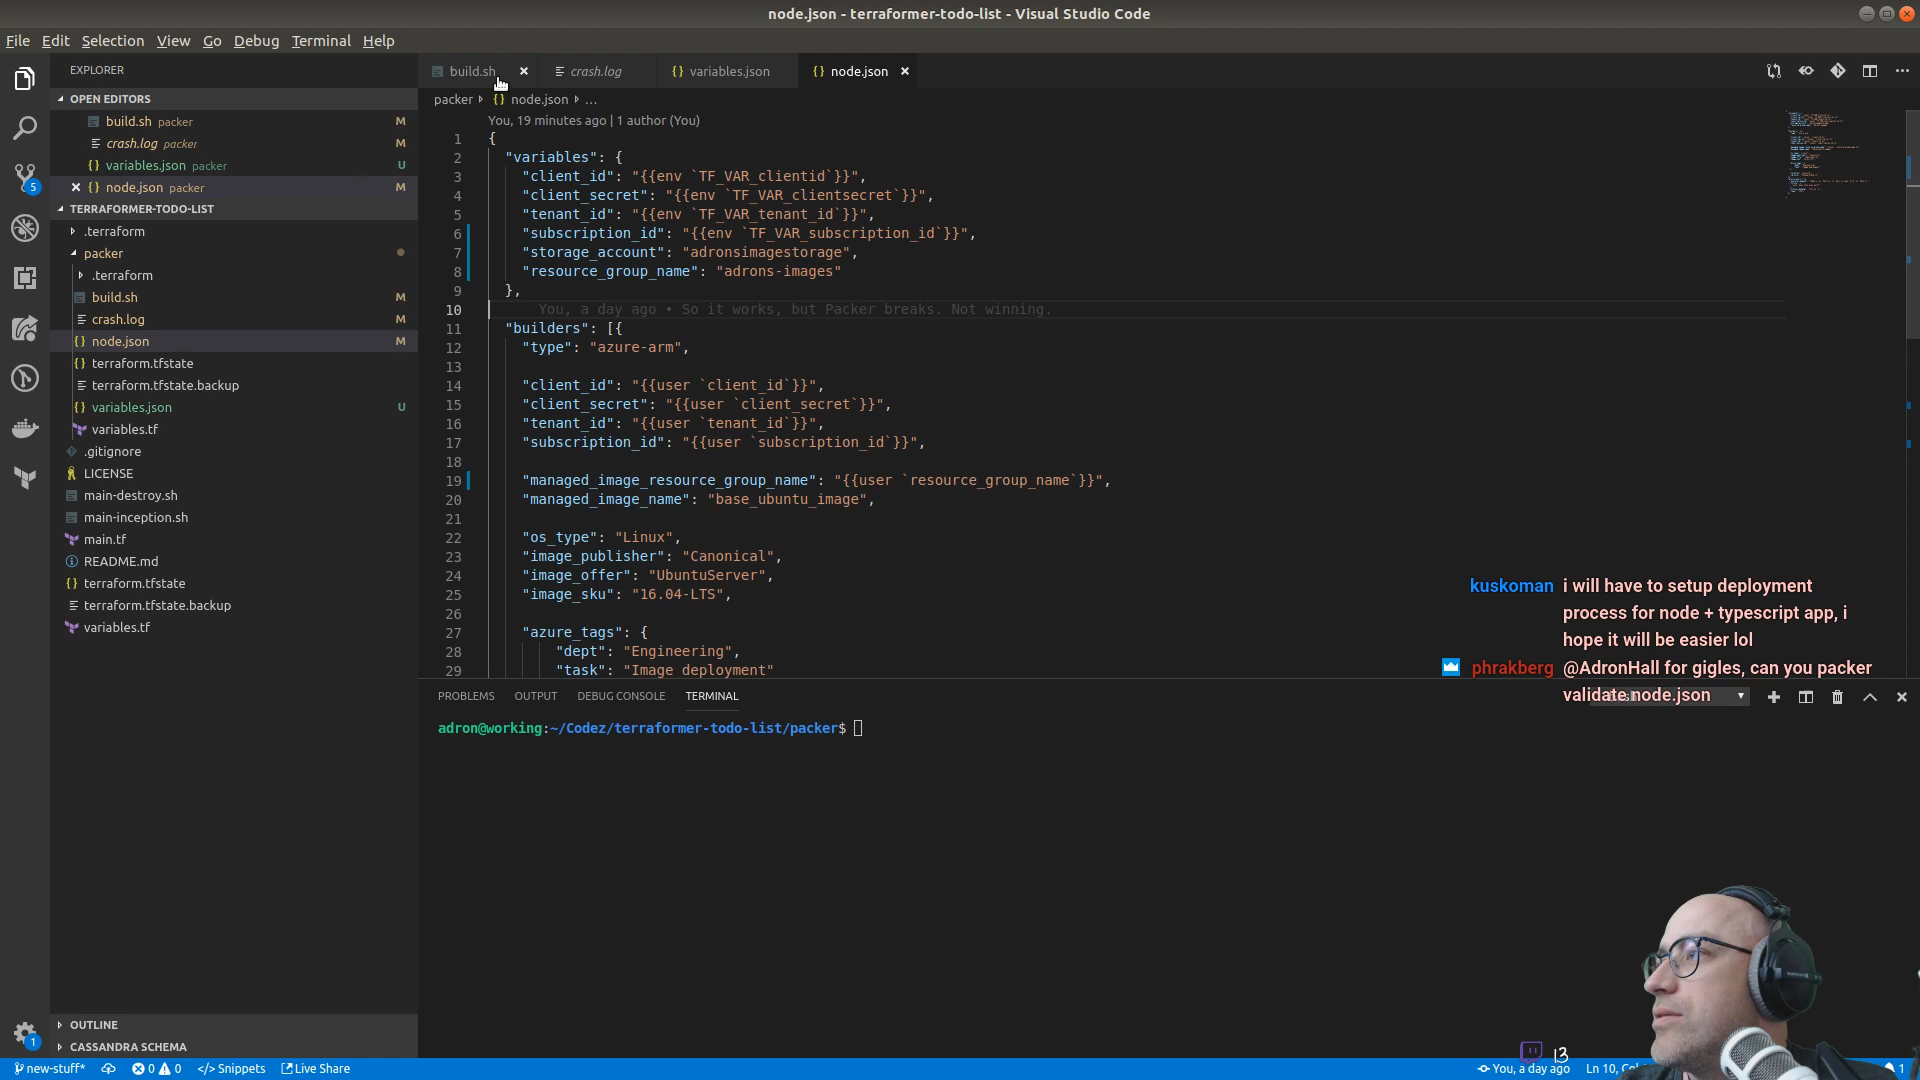 node.json - terraformer-todo-list - Visual Studio Code
File Edit Selection View Go Debug Terminal Help
EXPLORER
OPEN EDITORS
build.sh packer M
crash.log packer M
variables.json packer U
node.json packer M
TERRAFORMER-TODO-LIST
.terraform
packer
.terraform
build.sh M
crash.log M
node.json M
terraform.tfstate
terraform.tfstate.backup
variables.json U
variables.tf
.gitignore
LICENSE
main-destroy.sh
main-inception.sh
main.tf
README.md
terraform.tfstate
terraform.tfstate.backup
variables.tf
OUTLINE
CASSANDRA SCHEMA
5
1
build.sh crash.log variables.json node.json
packer node.json ...
You, 19 minutes ago | 1 author (You)
1 {
2 "variables": {
3 "client_id": "{{env `TF_VAR_clientid`}}",
4 "client_secret": "{{env `TF_VAR_clientsecret`}}",
5 "tenant_id": "{{env `TF_VAR_tenant_id`}}",
6 "subscription_id": "{{env `TF_VAR_subscription_id`}}",
7 "storage_account": "adronsimagestorage",
8 "resource_group_name": "adrons-images"
9 },
10 You, a day ago • So it works, but Packer breaks. Not winning.
11 "builders": [{
12 "type": "azure-arm",
13
14 "client_id": "{{user `client_id`}}",
15 "client_secret": "{{user `client_secret`}}",
16 "tenant_id": "{{user `tenant_id`}}",
17 "subscription_id": "{{user `subscription_id`}}",
18
19 "managed_image_resource_group_name": "{{user `resource_group_name`}}",
20 "managed_image_name": "base_ubuntu_image",
21
22 "os_type": "Linux",
23 "image_publisher": "Canonical",
24 "image_offer": "UbuntuServer",
25 "image_sku": "16.04-LTS",
26
27 "azure_tags": {
28 "dept": "Engineering",
29 "task": "Image deployment"
kuskoman i will have to setup deployment
process for node + typescript app, i
hope it will be easier lol
phrakberg @AdronHall for gigles, can you packer
validate node.json
PROBLEMS OUTPUT DEBUG CONSOLE TERMINAL
adron@working:~/Codez/terraformer-todo-list/packer$
13
new-stuff* 0 0 </> Snippets Live Share You, a day ago Ln 10, 1